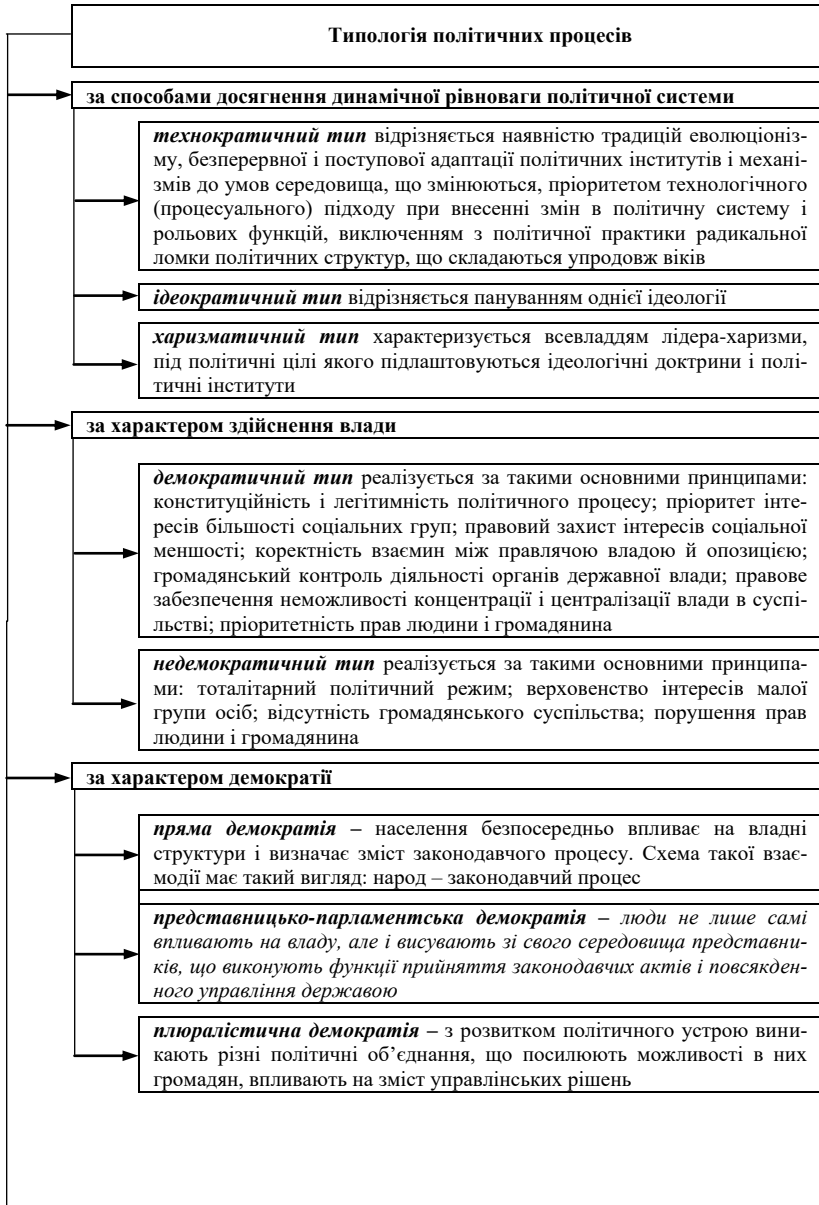 Типологія політичних процесів
за способами досягнення динамічної рівноваги політичної системи
технократичний тип відрізняється наявністю традицій еволюціоніз-
му, безперервної і поступової адаптації політичних інститутів і механі-
змів до умов середовища, що змінюються, пріоритетом технологічного
(процесуального) підходу при внесенні змін в політичну систему і
рольових функцій, виключенням з політичної практики радикальної
ломки політичних структур, що складаються упродовж віків
ідеократичний тип відрізняється пануванням однієї ідеології
харизматичний тип характеризується всевладдям лідера-харизми,
під політичні цілі якого підлаштовуються ідеологічні доктрини і полі-
тичні інститути
за характером здійснення влади
демократичний тип реалізується за такими основними принципами:
конституційність і легітимність політичного процесу; пріоритет інте-
ресів більшості соціальних груп; правовий захист інтересів соціальної
меншості; коректність взаємин між правлячою владою й опозицією;
громадянський контроль діяльності органів державної влади; правове
забезпечення неможливості концентрації і централізації влади в суспі-
льстві; пріоритетність прав людини і громадянина
недемократичний тип реалізується за такими основними принципа-
ми: тоталітарний політичний режим; верховенство інтересів малої
групи осіб; відсутність громадянського суспільства; порушення прав
людини і громадянина
за характером демократії
пряма демократія – населення безпосередньо впливає на владні
структури і визначає зміст законодавчого процесу. Схема такої взає-
модії має такий вигляд: народ – законодавчий процес
представницько-парламентська демократія – люди не лише самі
впливають на владу, але і висувають зі свого середовища представни-
ків, що виконують функції прийняття законодавчих актів і повсякден-
ного управління державою
плюралістична демократія – з розвитком політичного устрою вини-
кають різні політичні об’єднання, що посилюють можливості в них
громадян, впливають на зміст управлінських рішень